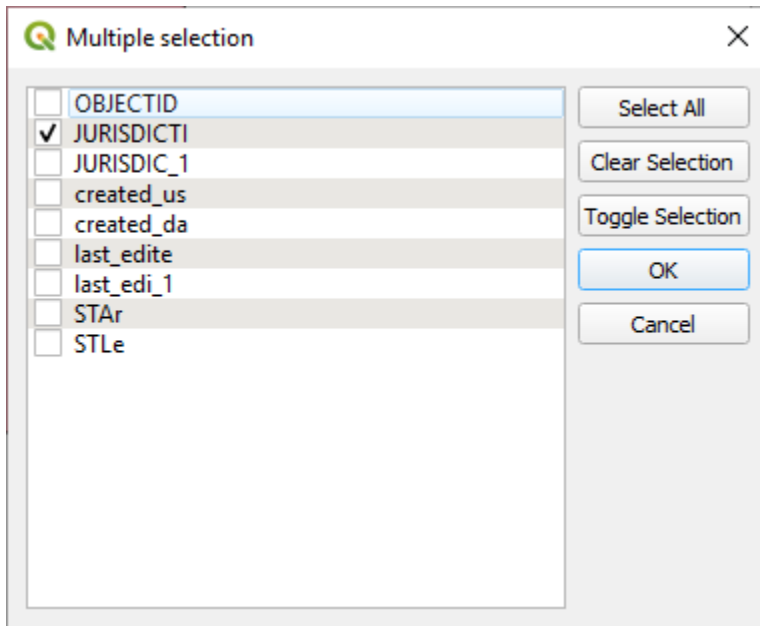 Multiple selection
OBJECTID
JURISDICTI
JURISDIC_1
created_us
created_da
last_edite
last_edi_1
STAr
STLe
Select All
Clear Selection
Toggle Selection
OK
Cancel